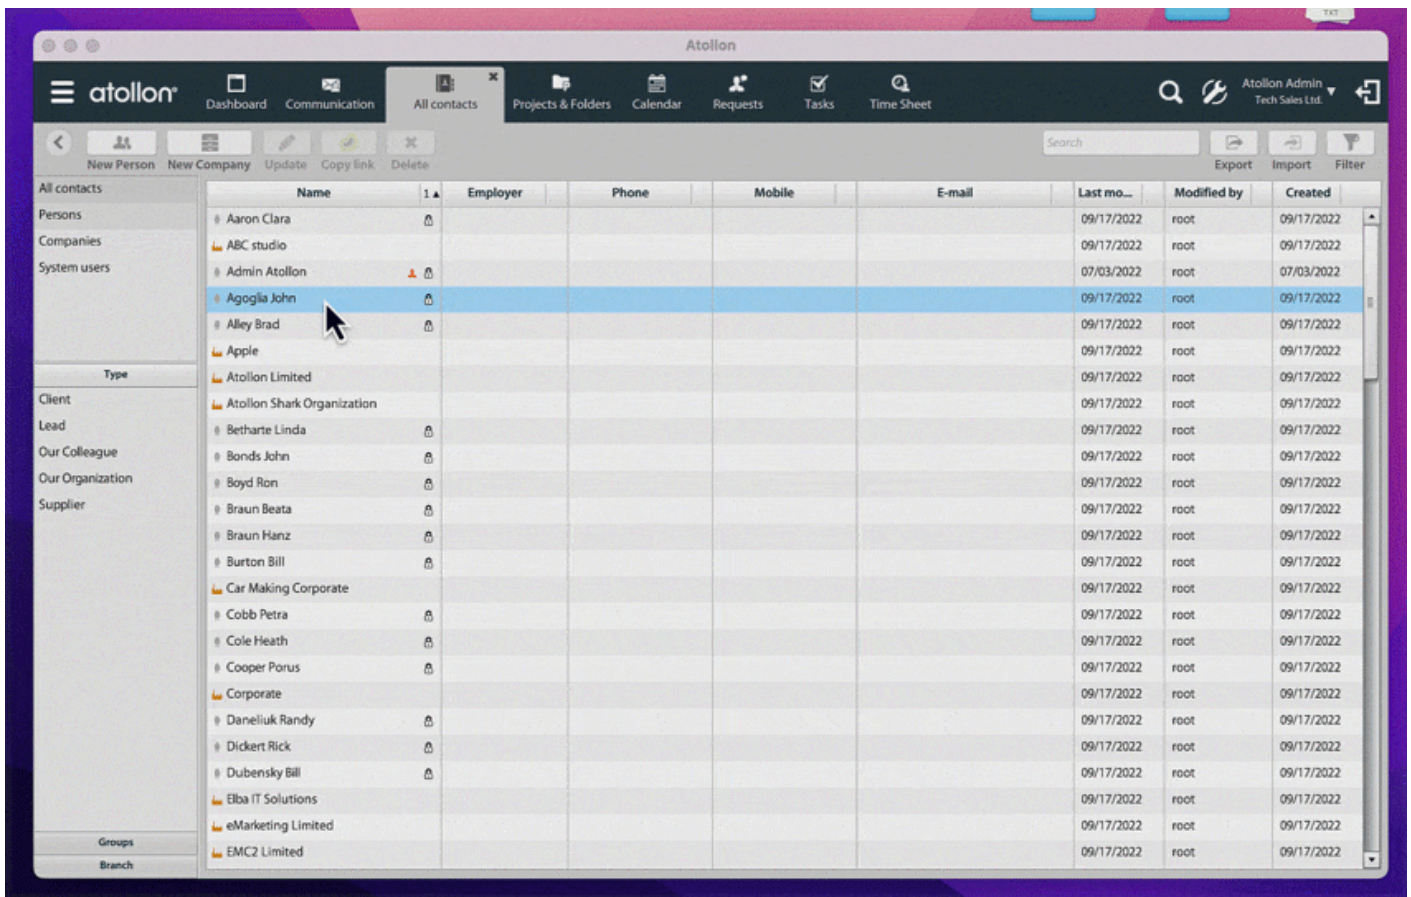 TXT
Atollon
atollon
Dashboard
Communication
All contacts
Projects & Folders
Calendar
Requests
Tasks
Time Sheet
Atollon Admin
Tech Sales Ltd.
New Person
New Company
Update
Copy link
Delete
Search
Export
Import
Filter
All contacts
Persons
Companies
System users
Type
Client
Lead
Our Colleague
Our Organization
Supplier
Groups
Branch
Name 1 Employer Phone Mobile E-mail Last mo... Modified by Created
Aaron Clara 09/17/2022 root 09/17/2022
ABC studio 09/17/2022 root 09/17/2022
Admin Atollon 07/03/2022 root 07/03/2022
Agoglia John 09/17/2022 root 09/17/2022
Alley Brad 09/17/2022 root 09/17/2022
Apple 09/17/2022 root 09/17/2022
Atollon Limited 09/17/2022 root 09/17/2022
Atollon Shark Organization 09/17/2022 root 09/17/2022
Betharte Linda 09/17/2022 root 09/17/2022
Bonds John 09/17/2022 root 09/17/2022
Boyd Ron 09/17/2022 root 09/17/2022
Braun Beata 09/17/2022 root 09/17/2022
Braun Hanz 09/17/2022 root 09/17/2022
Burton Bill 09/17/2022 root 09/17/2022
Car Making Corporate 09/17/2022 root 09/17/2022
Cobb Petra 09/17/2022 root 09/17/2022
Cole Heath 09/17/2022 root 09/17/2022
Cooper Porus 09/17/2022 root 09/17/2022
Corporate 09/17/2022 root 09/17/2022
Daneliuk Randy 09/17/2022 root 09/17/2022
Dickert Rick 09/17/2022 root 09/17/2022
Dubensky Bill 09/17/2022 root 09/17/2022
Elba IT Solutions 09/17/2022 root 09/17/2022
eMarketing Limited 09/17/2022 root 09/17/2022
EMC2 Limited 09/17/2022 root 09/17/2022